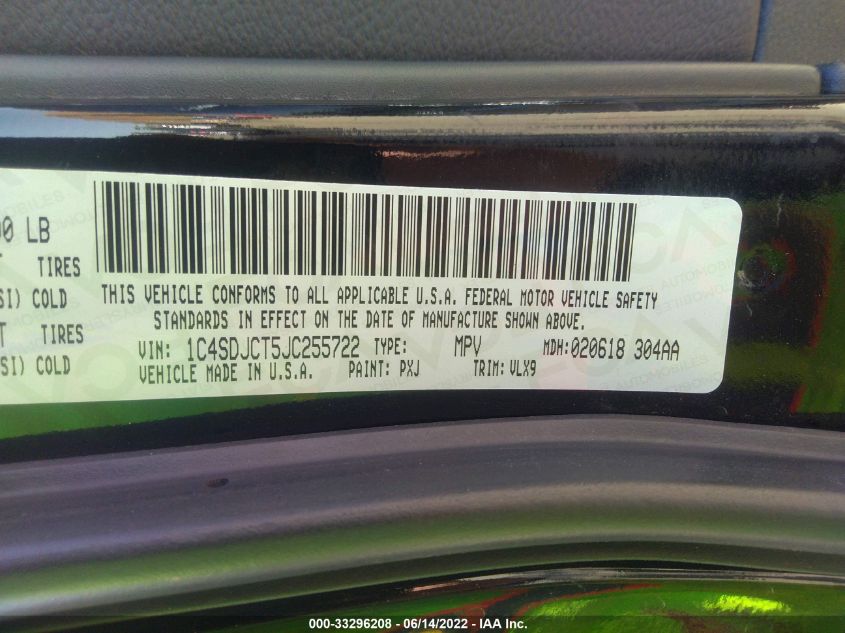 00 LB
T TIRES
SI) COLD
T TIRES
SI) COLD
THIS VEHICLE CONFORMS TO ALL APPLICABLE U.S.A. FEDERAL MOTOR VEHICLE SAFETY
STANDARDS IN EFFECT ON THE DATE OF MANUFACTURE SHOWN ABOVE.
VIN: 1C4SDJCT5JC255722 TYPE: MPV MDH:020618 304AA
VEHICLE MADE IN U.S.A. PAINT: PXJ TRIM: VLX9
000-33296208 - 06/14/2022 - IAA Inc.